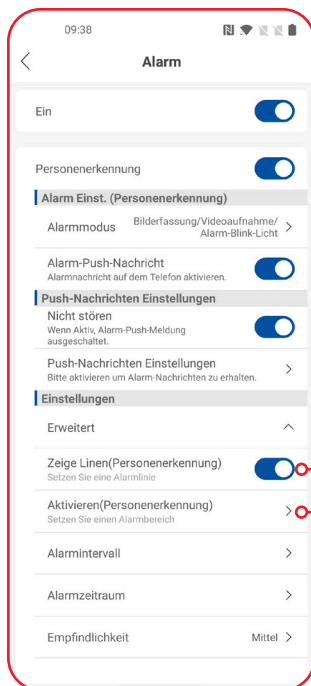 09:38
Alarm
Ein
Personenerkennung
Alarm Einst. (Personenerkennung)
Alarmmodus
Bilderfassung/Videoaufnahme/
Alarm-Blink-Licht
Alarm-Push-Nachricht
Alarmnachricht auf dem Telefon aktivieren.
Push-Nachrichten Einstellungen
Nicht stören
Wenn Aktiv, Alarm-Push-Meldung
ausgeschaltet.
Push-Nachrichten Einstellungen
Bitte aktivieren um Alarm-Nachrichten zu erhalten.
Einstellungen
Erweitert
Zeige Linen(Personenerkennung)
Setzen Sie eine Alarmlinie
Aktivieren(Personenerkennung)
Setzen Sie einen Alarmbereich
Alarmintervall
Alarmzeitraum
Empfindlichkeit Mittel